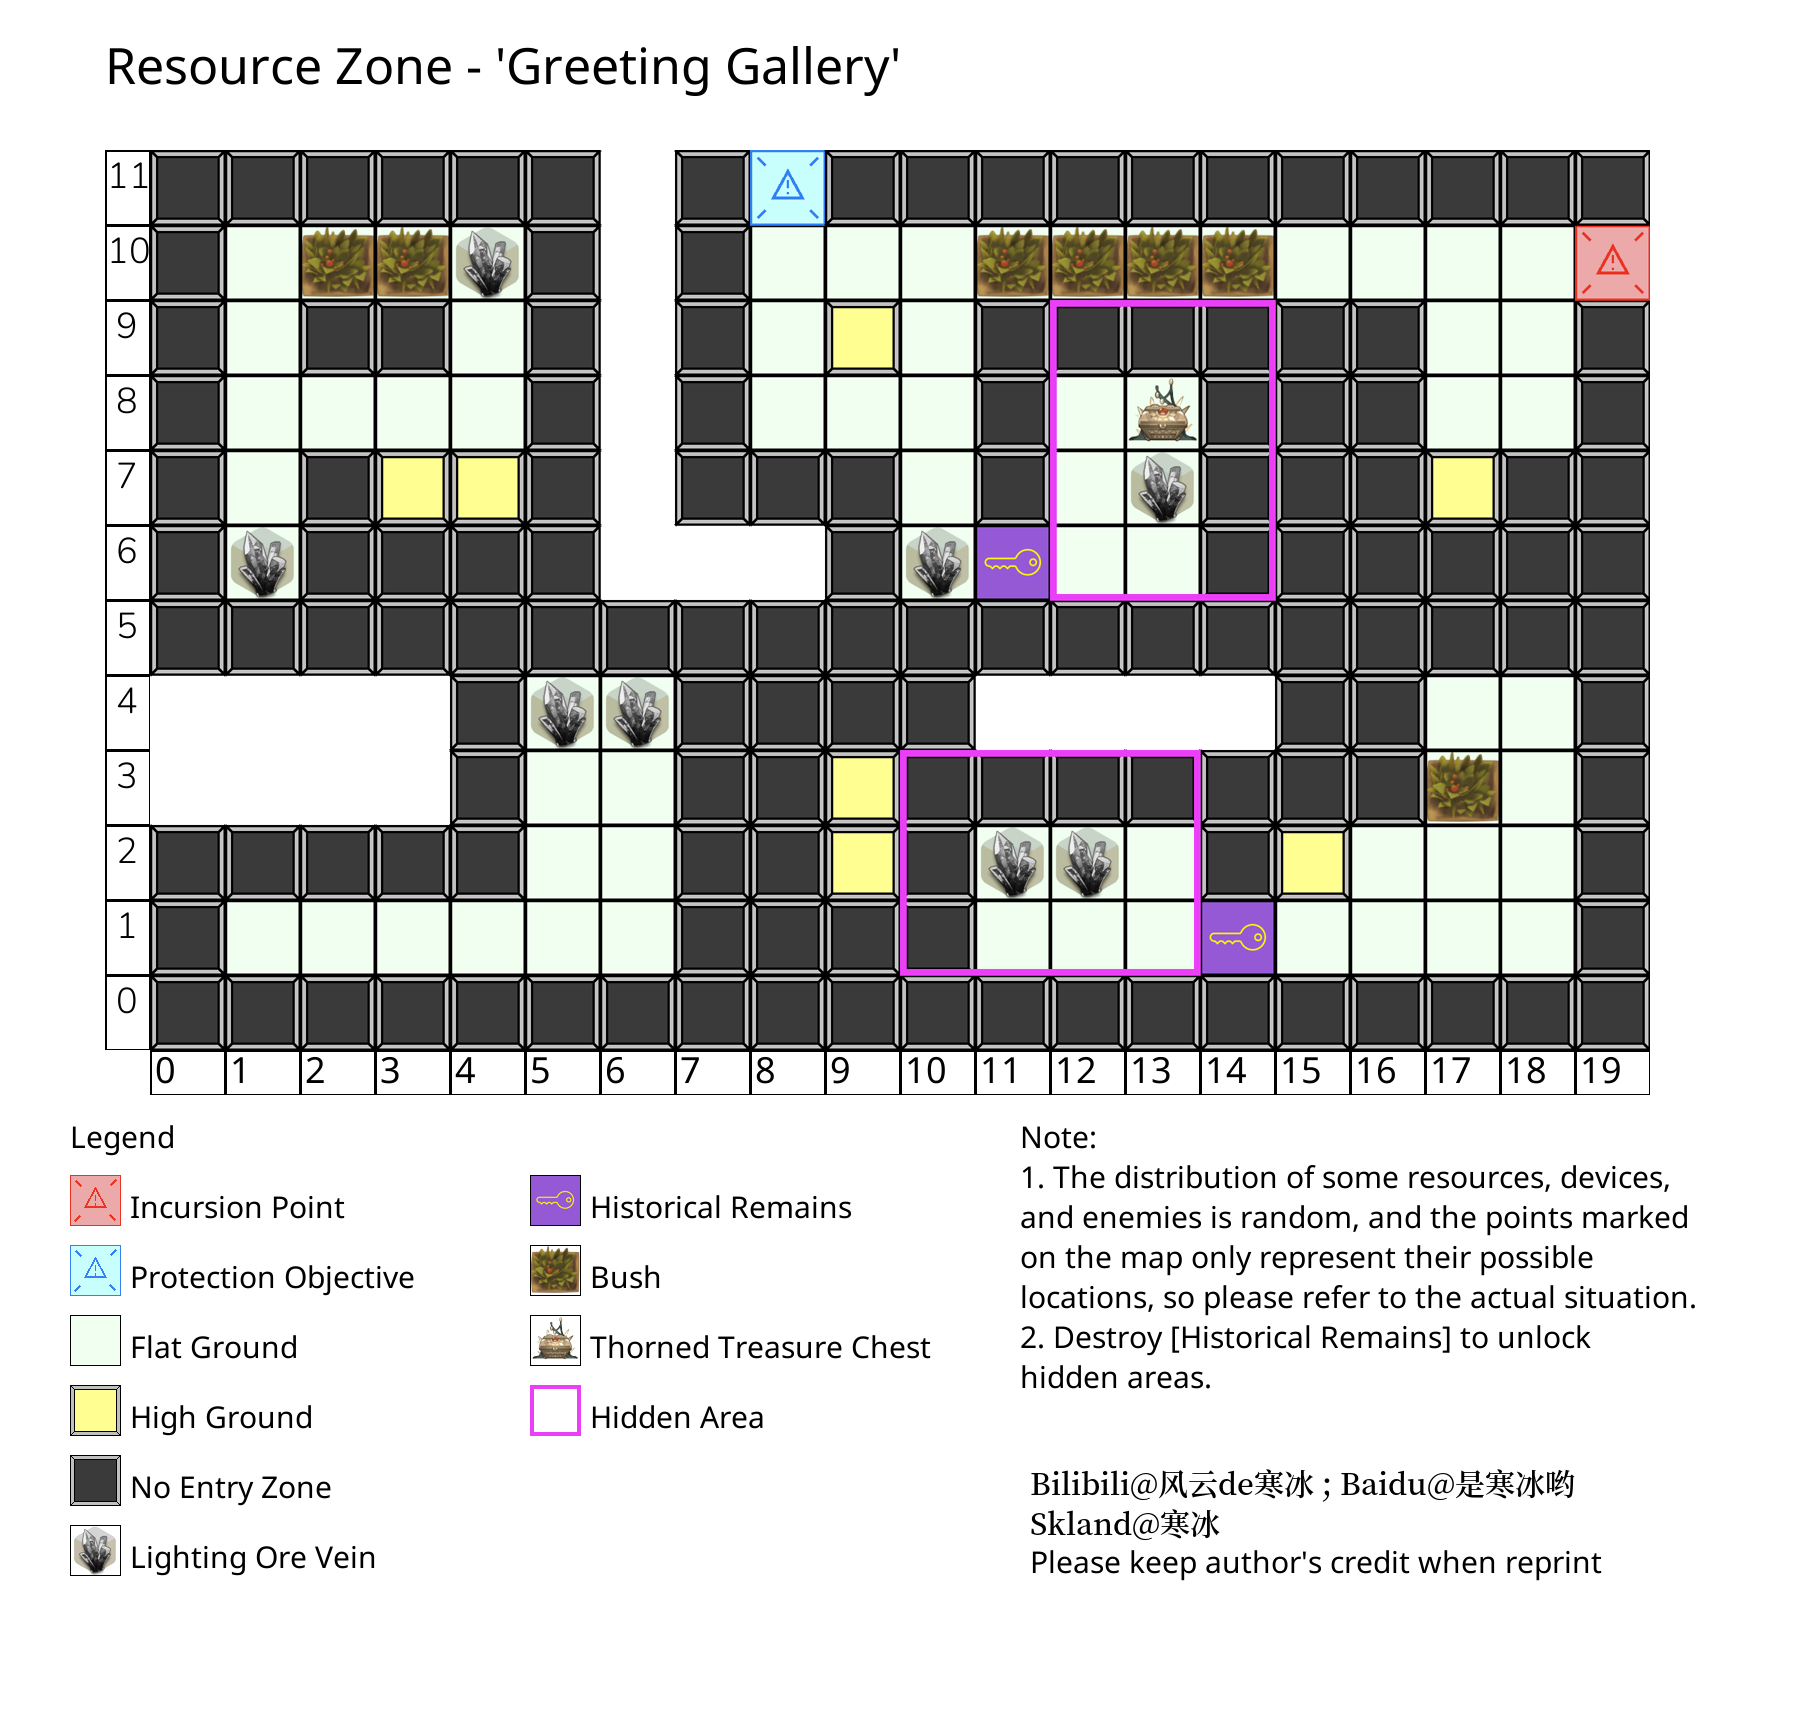 Resource Zone - 'Greeting Gallery'
11
10
9
8
7
6
5
4
3
2
1
0
0 1 2 3 4 5 6 7 8 9 10 11 12 13 14 15 16 17 18 19
Legend
Incursion Point
Protection Objective
Flat Ground
High Ground
No Entry Zone
Lighting Ore Vein
Historical Remains
Bush
Thorned Treasure Chest
Hidden Area
Note:
1. The distribution of some resources, devices,
and enemies is random, and the points marked
on the map only represent their possible
locations, so please refer to the actual situation.
2. Destroy [Historical Remains] to unlock
hidden areas.
Bilibili@风云de寒冰 ; Baidu@是寒冰哟
Skland@寒冰
Please keep author's credit when reprint